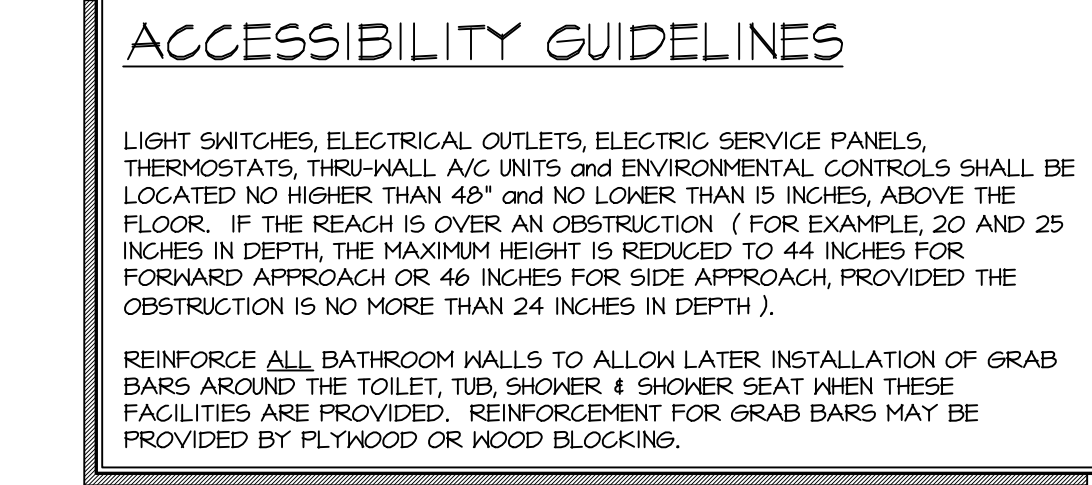 ACCESSIBILITY GUIDELINES
LIGHT SWITCHES, ELECTRICAL OUTLETS, ELECTRIC SERVICE PANELS,
THERMOSTATS, THRU-WALL A/C UNITS and ENVIRONMENTAL CONTROLS SHALL BE
LOCATED NO HIGHER THAN 48" and NO LOWER THAN 15 INCHES, ABOVE THE
FLOOR. IF THE REACH IS OVER AN OBSTRUCTION ( FOR EXAMPLE, 20 AND 25
INCHES IN DEPTH, THE MAXIMUM HEIGHT IS REDUCED TO 44 INCHES FOR
FORWARD APPROACH OR 46 INCHES FOR SIDE APPROACH, PROVIDED THE
OBSTRUCTION IS NO MORE THAN 24 INCHES IN DEPTH ).
REINFORCE ALL BATHROOM WALLS TO ALLOW LATER INSTALLATION OF GRAB
BARS AROUND THE TOILET, TUB, SHOWER & SHOWER SEAT WHEN THESE
FACILITIES ARE PROVIDED. REINFORCEMENT FOR GRAB BARS MAY BE
PROVIDED BY PLYWOOD OR WOOD BLOCKING.